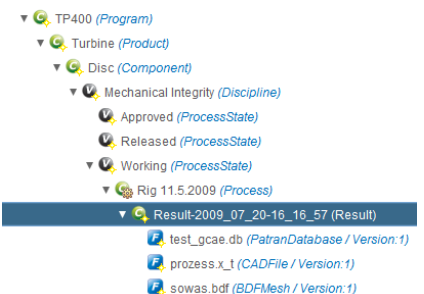 TP400 (Program)
Turbine (Product)
Disc (Component)
Mechanical Integrity (Discipline)
Approved (ProcessState)
Released (ProcessState)
Working (ProcessState)
Rig 11.5.2009 (Process)
Result-2009_07_20-16_16_57 (Result)
test_gcae.db (PatranDatabase / Version:1)
prozess.x_t (CADFile / Version:1)
sowas.bdf (BDFMesh / Version:1)